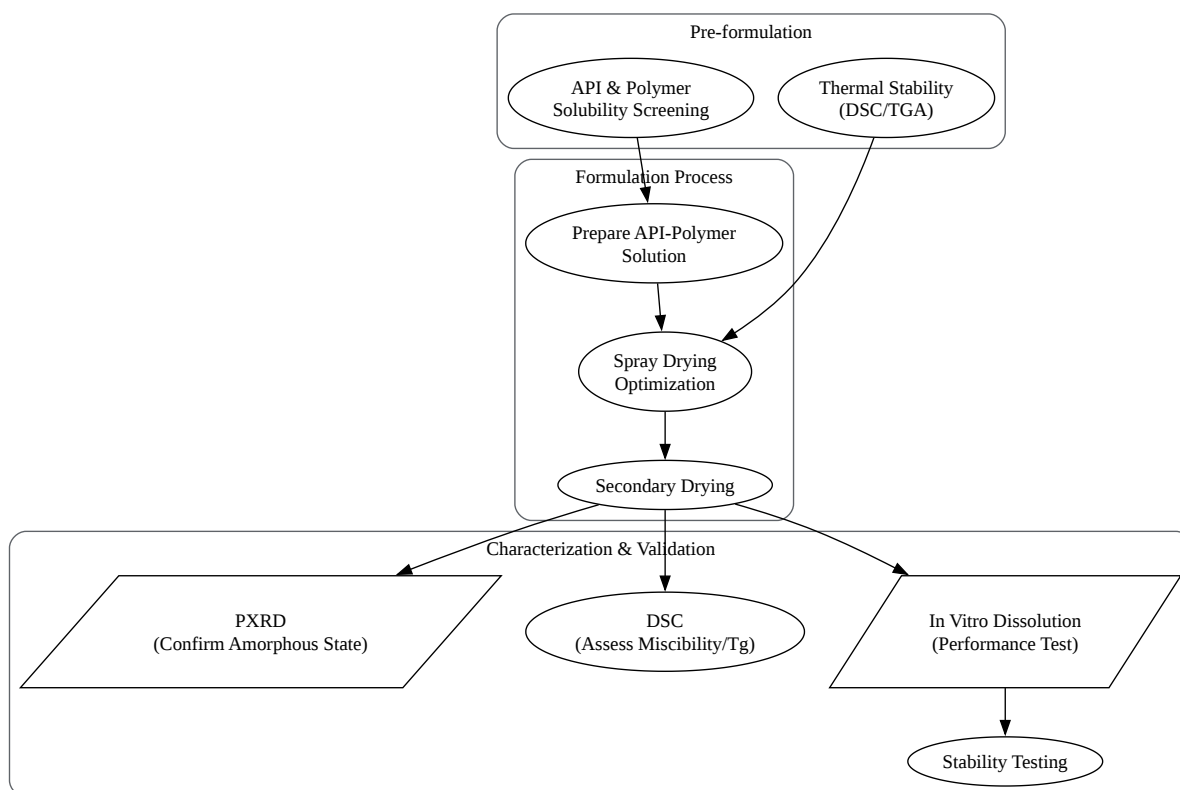 Pre-formulation
API & Polymer
Solubility Screening
Thermal Stability
(DSC/TGA)
Formulation Process
Prepare API-Polymer
Solution
Spray Drying
Optimization
Secondary Drying
Characterization & Validation
PXRD
(Confirm Amorphous State)
DSC
(Assess Miscibility/Tg)
In Vitro Dissolution
(Performance Test)
Stability Testing